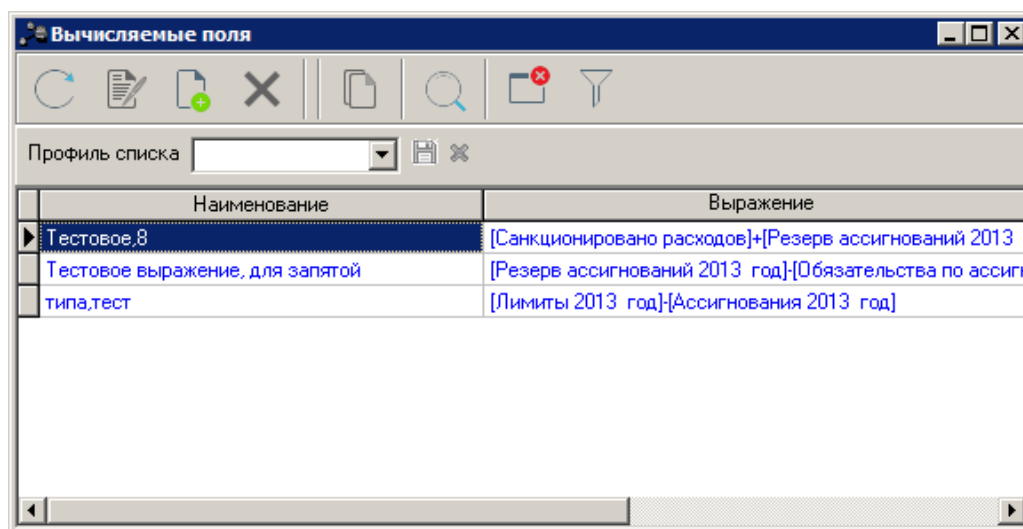 Вычисляемые поля
Профиль списка
Наименование Выражение
Тестовое,8 [Санкционировано расходов]+[Резерв ассигнований 2013
Тестовое выражение, для запятой [Резерв ассигнований 2013 год]-[Обязательства по
типа,тест [Лимиты 2013 год]-[Ассигнования 2013 год]